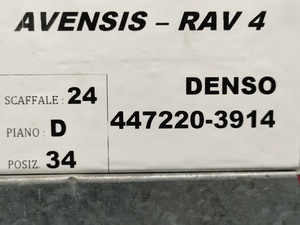 AVENSIS – RAV 4
SCAFFALE : 24
PIANO : D
POSIZ. 34
DENSO
447220-3914